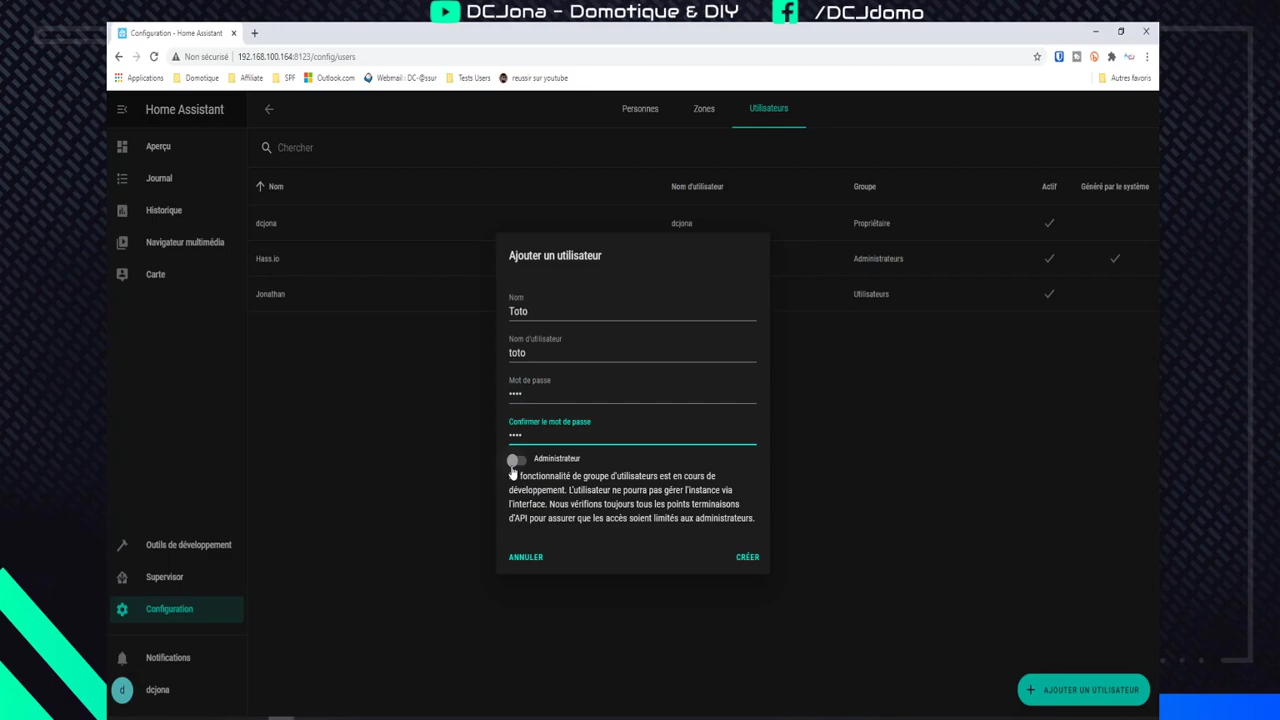 DCJona - Domotique & DIY
/DCJdomo
Configuration - Home Assistant
Non sécurisé
192.168.100.164:8123/config/users
Applications
Domotique
Affiliate
SPF
Outlook.com
Webmail : DC-@ssur
Tests Users
reussir sur youtube
Autres favoris
Home Assistant
Personnes
Zones
Utilisateurs
Aperçu
Journal
Historique
Navigateur multimédia
Carte
Chercher
Nom
Nom d'utilisateur
Groupe
Actif
Généré par le système
dcjona
dcjona
Propriétaire
Hass.io
Administrateurs
Jonathan
Utilisateurs
Ajouter un utilisateur
Nom
Toto
Nom d'utilisateur
toto
Mot de passe
••••
Confirmer le mot de passe
••••
Administrateur
fonctionnalité de groupe d'utilisateurs est en cours de
développement. L'utilisateur ne pourra pas gérer l'instance via
l'interface. Nous vérifions toujours tous les points terminaisons
d'API pour assurer que les accès soient limités aux administrateurs.
ANNULER
CRÉER
Outils de développement
Supervisor
Configuration
Notifications
d
dcjona
AJOUTER UN UTILISATEUR